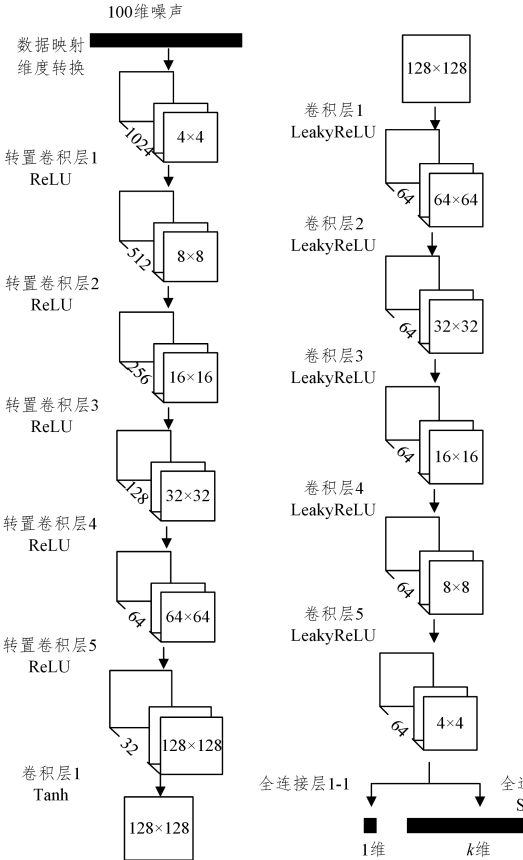 100维噪声
数据映射
维度转换
1024
4×4
转置卷积层1
ReLU
512
8×8
转置卷积层2
ReLU
256
16×16
转置卷积层3
ReLU
128
32×32
转置卷积层4
ReLU
64
64×64
转置卷积层5
ReLU
32
128×128
卷积层1
Tanh
128×128
128×128
卷积层1
LeakyReLU
64
64×64
卷积层2
LeakyReLU
64
32×32
卷积层3
LeakyReLU
64
16×16
卷积层4
LeakyReLU
64
8×8
卷积层5
LeakyReLU
64
4×4
全连接层1-1
1维
全
S
k维